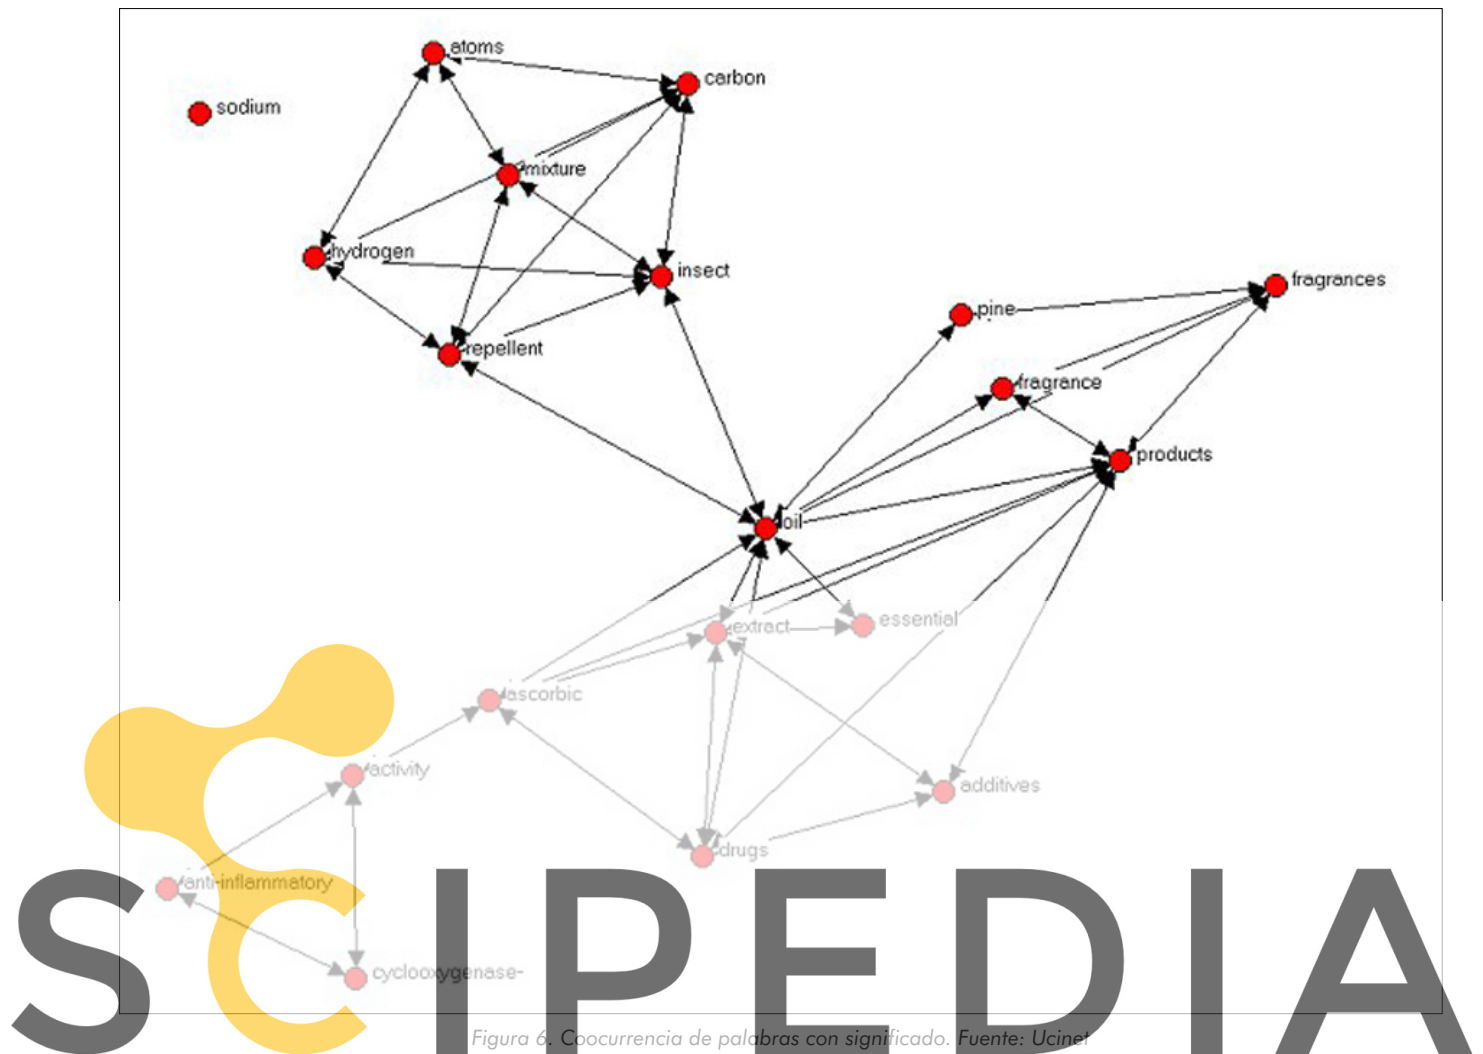 atoms
carbon
sodium
mixture
hydrogen
insect
fragrances
pine
repellent
fragrance
products
oil
essential
extract
ascorbic
activity
additives
drugs
anti-inflammatory
cyclooxygenase-
SCIPEDIA
Figura 6. Coocurrencia de palabras con significado. Fuente: Ucinet